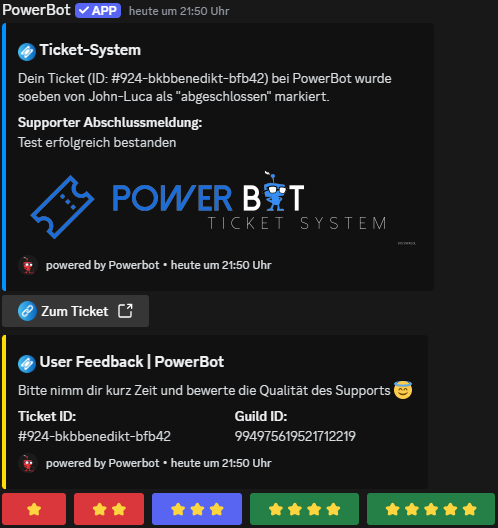 PowerBot ✓ APP heute um 21:50 Uhr
Ticket-System
Dein Ticket (ID: #924-bkbbenedikt-bfb42) bei PowerBot wurde
soeben von John-Luca als "abgeschlossen" markiert.
Supporter Abschlussmeldung:
Test erfolgreich bestanden
POWER BOT
TICKET SYSTEM
powered by Powerbot • heute um 21:50 Uhr
Zum Ticket
User Feedback | PowerBot
Bitte nimm dir kurz Zeit und bewerte die Qualität des Supports 😇
Ticket ID: Guild ID:
#924-bkbbenedikt-bfb42 994975619521712219
powered by Powerbot • heute um 21:50 Uhr